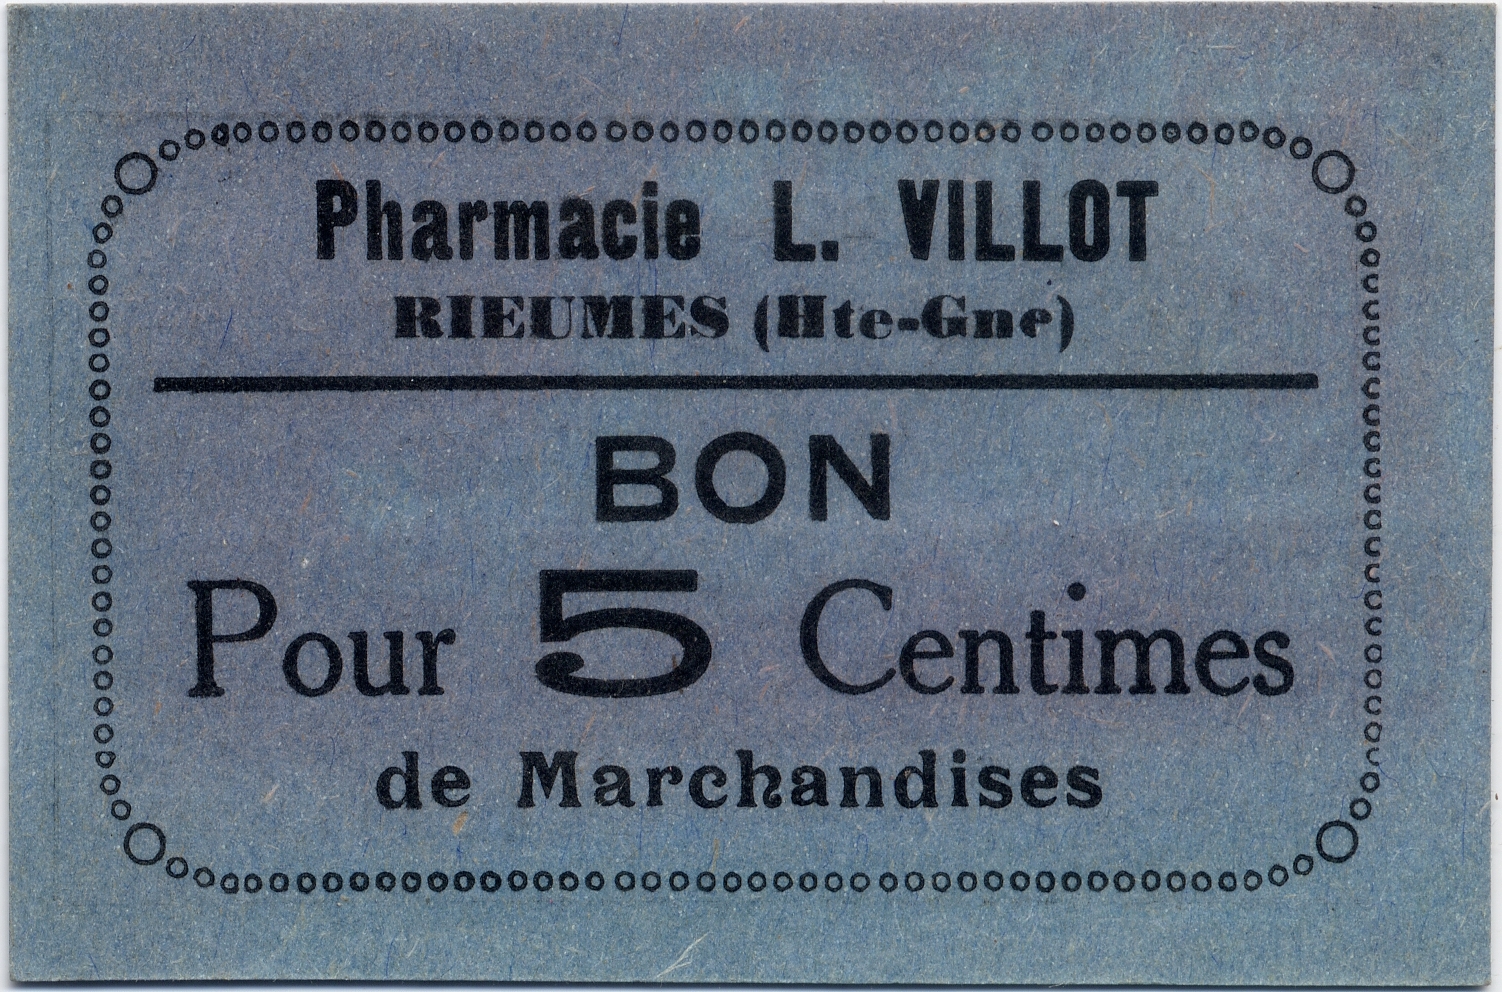 Pharmacie L. VILLOT
RIEUMES (Hte-Gne)
BON
Pour 5 Centimes
de Marchandises